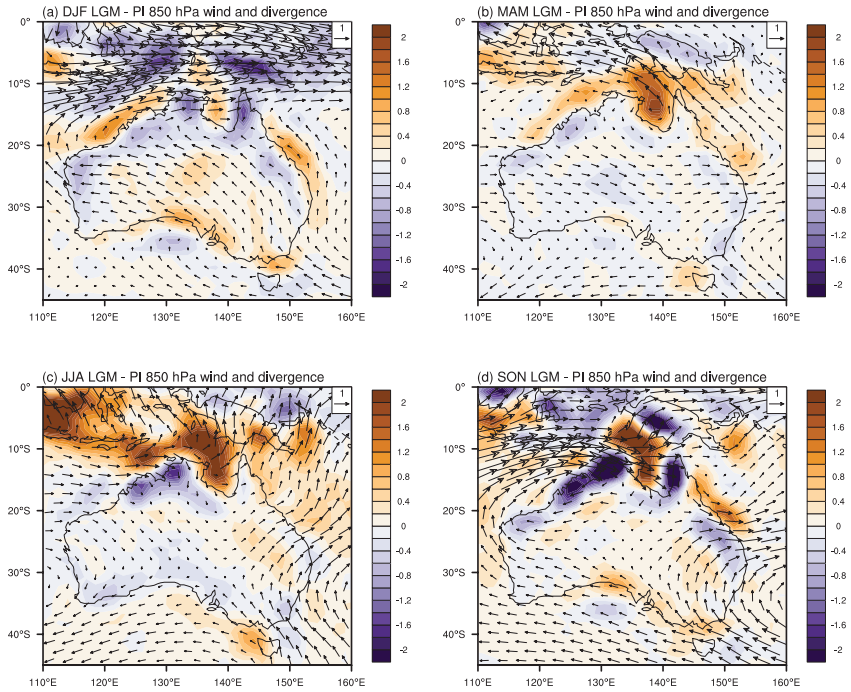 (a) DJF LGM - PI 850 hPa wind and divergence
1
0°
10°S
20°S
30°S
40°S
110°E 120°E 130°E 140°E 150°E 160°E
2
1.6
1.2
0.8
0.4
0
-0.4
-0.8
-1.2
-1.6
-2
(b) MAM LGM - PI 850 hPa wind and divergence
1
0°
10°S
20°S
30°S
40°S
110°E 120°E 130°E 140°E 150°E 160°E
2
1.6
1.2
0.8
0.4
0
-0.4
-0.8
-1.2
-1.6
-2
(c) JJA LGM - PI 850 hPa wind and divergence
1
0°
10°S
20°S
30°S
40°S
110°E 120°E 130°E 140°E 150°E 160°E
2
1.6
1.2
0.8
0.4
0
-0.4
-0.8
-1.2
-1.6
-2
(d) SON LGM - PI 850 hPa wind and divergence
1
0°
10°S
20°S
30°S
40°S
110°E 120°E 130°E 140°E 150°E 160°E
2
1.6
1.2
0.8
0.4
0
-0.4
-0.8
-1.2
-1.6
-2